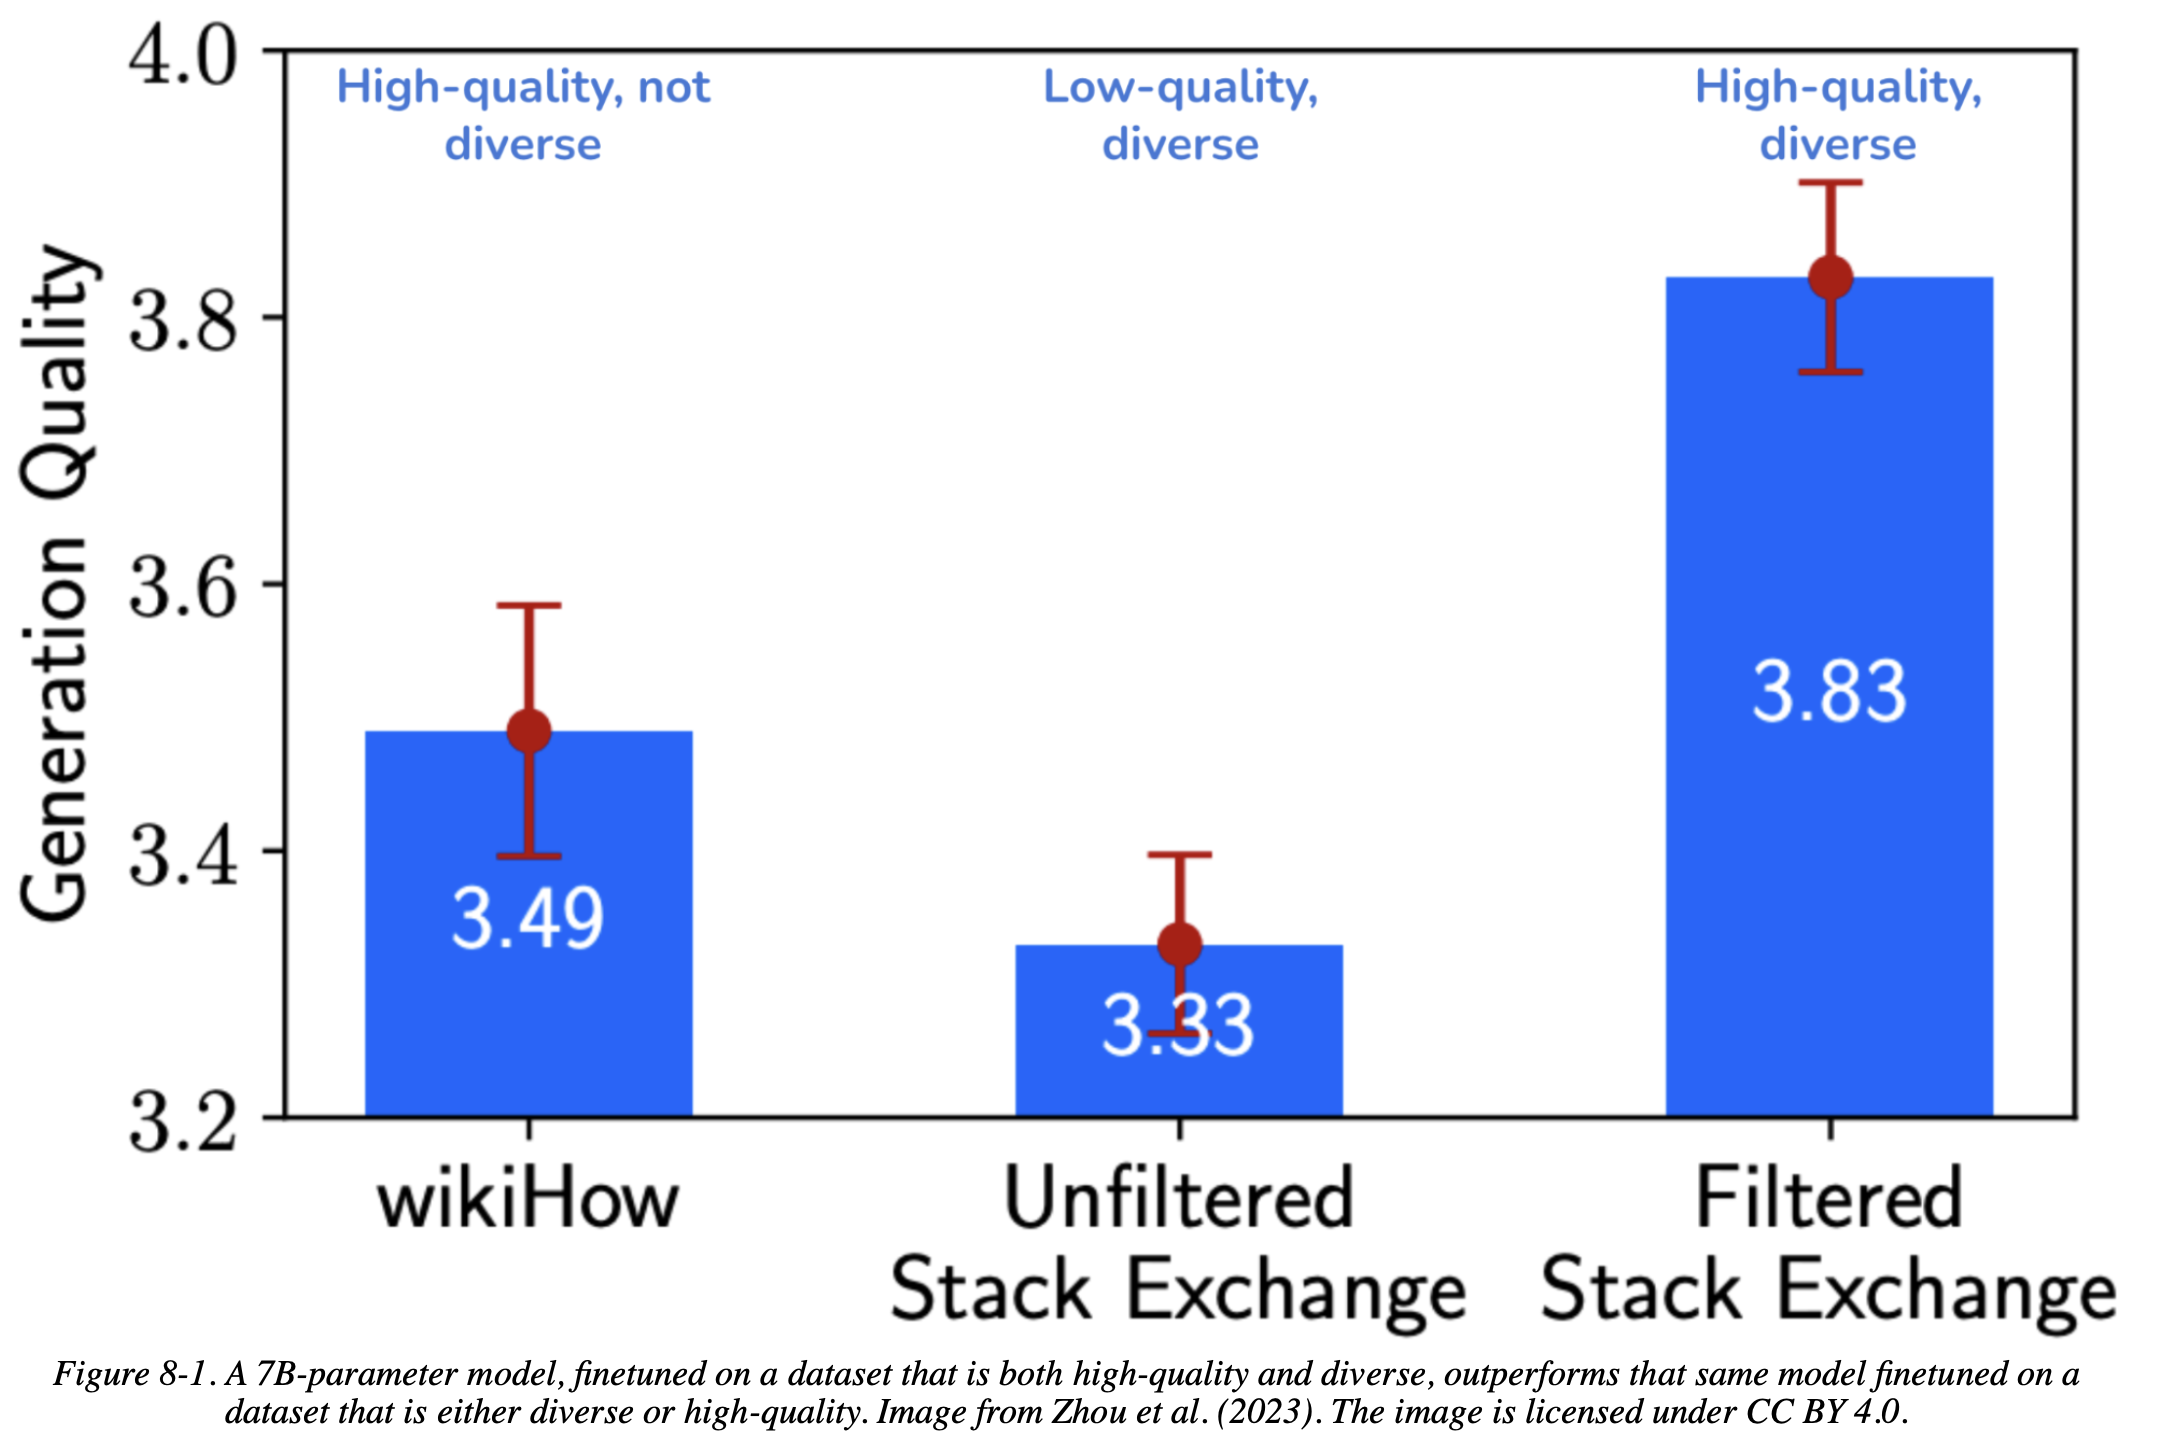 4.0
High-quality, not
diverse
Low-quality,
diverse
High-quality,
diverse
Generation Quality
3.8
3.6
3.4
3.2
3.49
3.33
3.83
wikiHow
Unfiltered
Stack Exchange
Filtered
Stack Exchange
Figure 8-1. A 7B-parameter model, finetuned on a dataset that is both high-quality and diverse, outperforms that same model finetuned on a
dataset that is either diverse or high-quality. Image from Zhou et al. (2023). The image is licensed under CC BY 4.0.